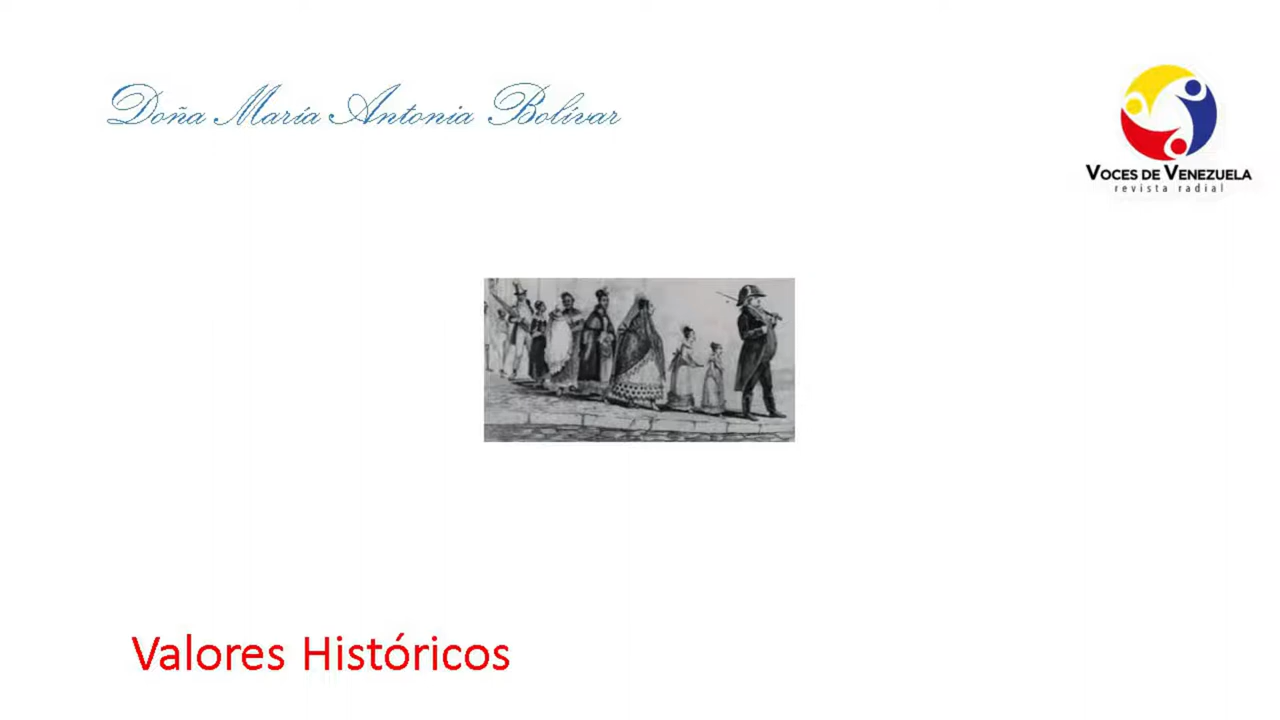 Doña María Antonia Bolívar
VOCES DE VENEZUELA
revista radial
Valores Históricos